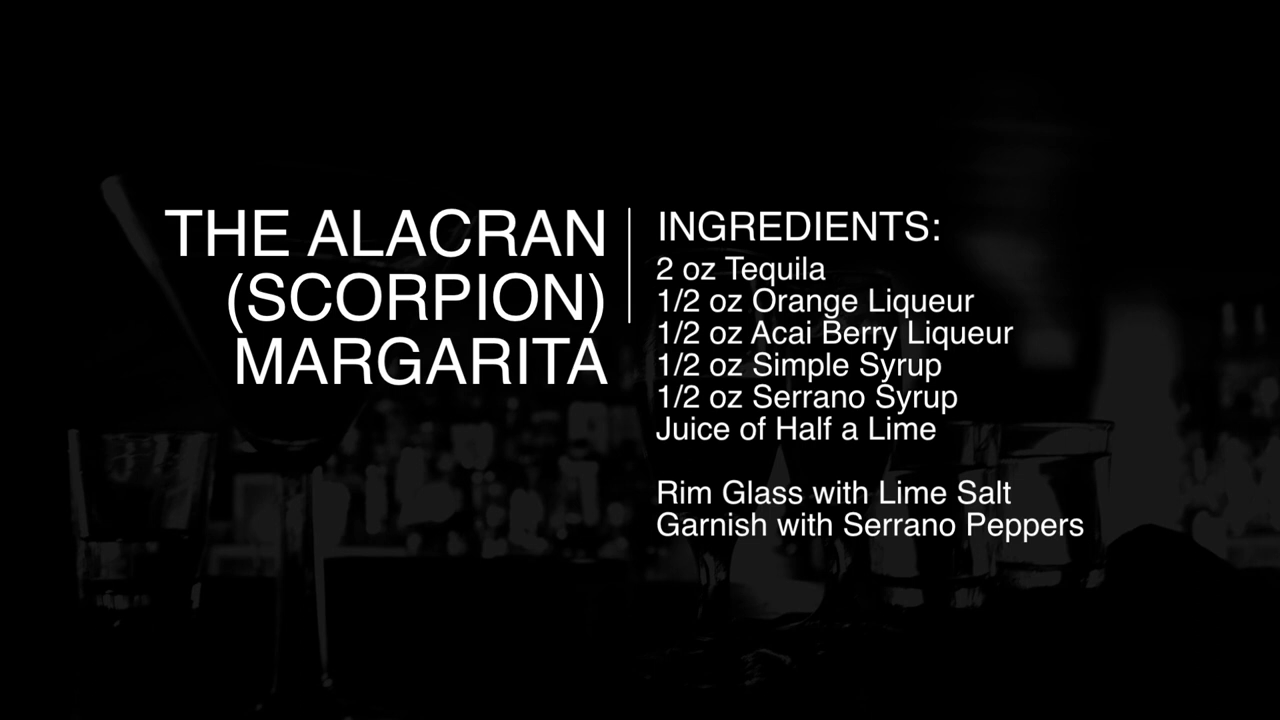 THE ALACRAN
(SCORPION)
MARGARITA
INGREDIENTS:
2 oz Tequila
1/2 oz Orange Liqueur
1/2 oz Acai Berry Liqueur
1/2 oz Simple Syrup
1/2 oz Serrano Syrup
Juice of Half a Lime
Rim Glass with Lime Salt
Garnish with Serrano Peppers